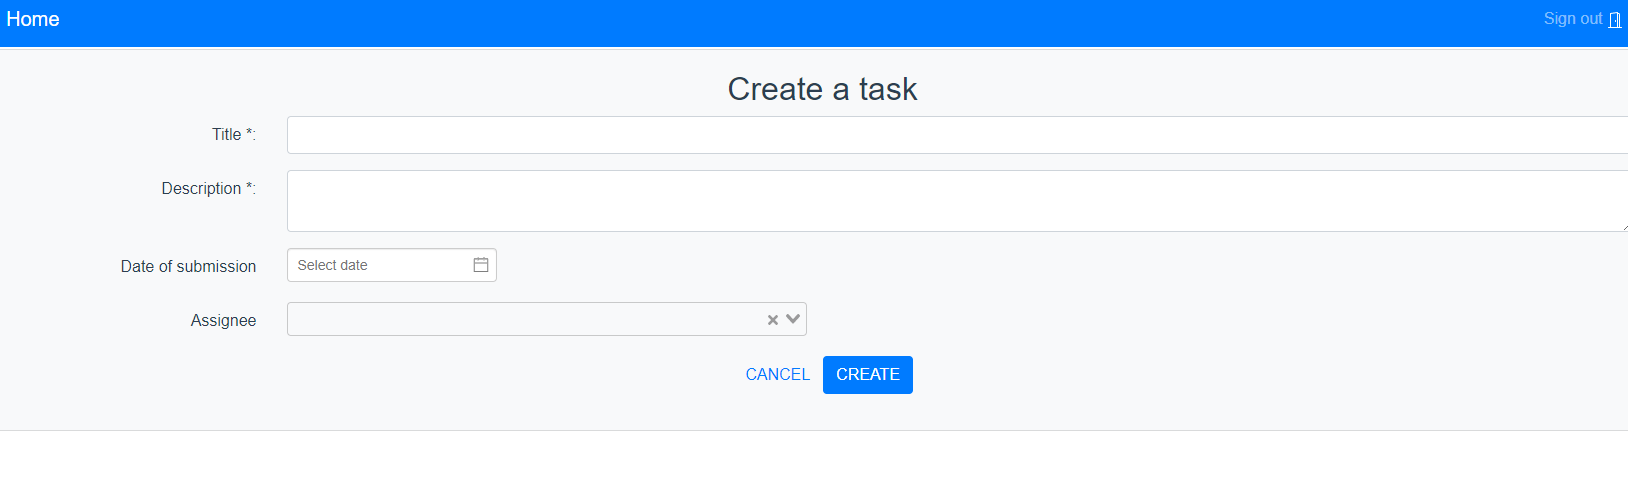 Home Sign out
Create a task
Title *:
Description *:
Date of submission Select date
Assignee
CANCEL CREATE